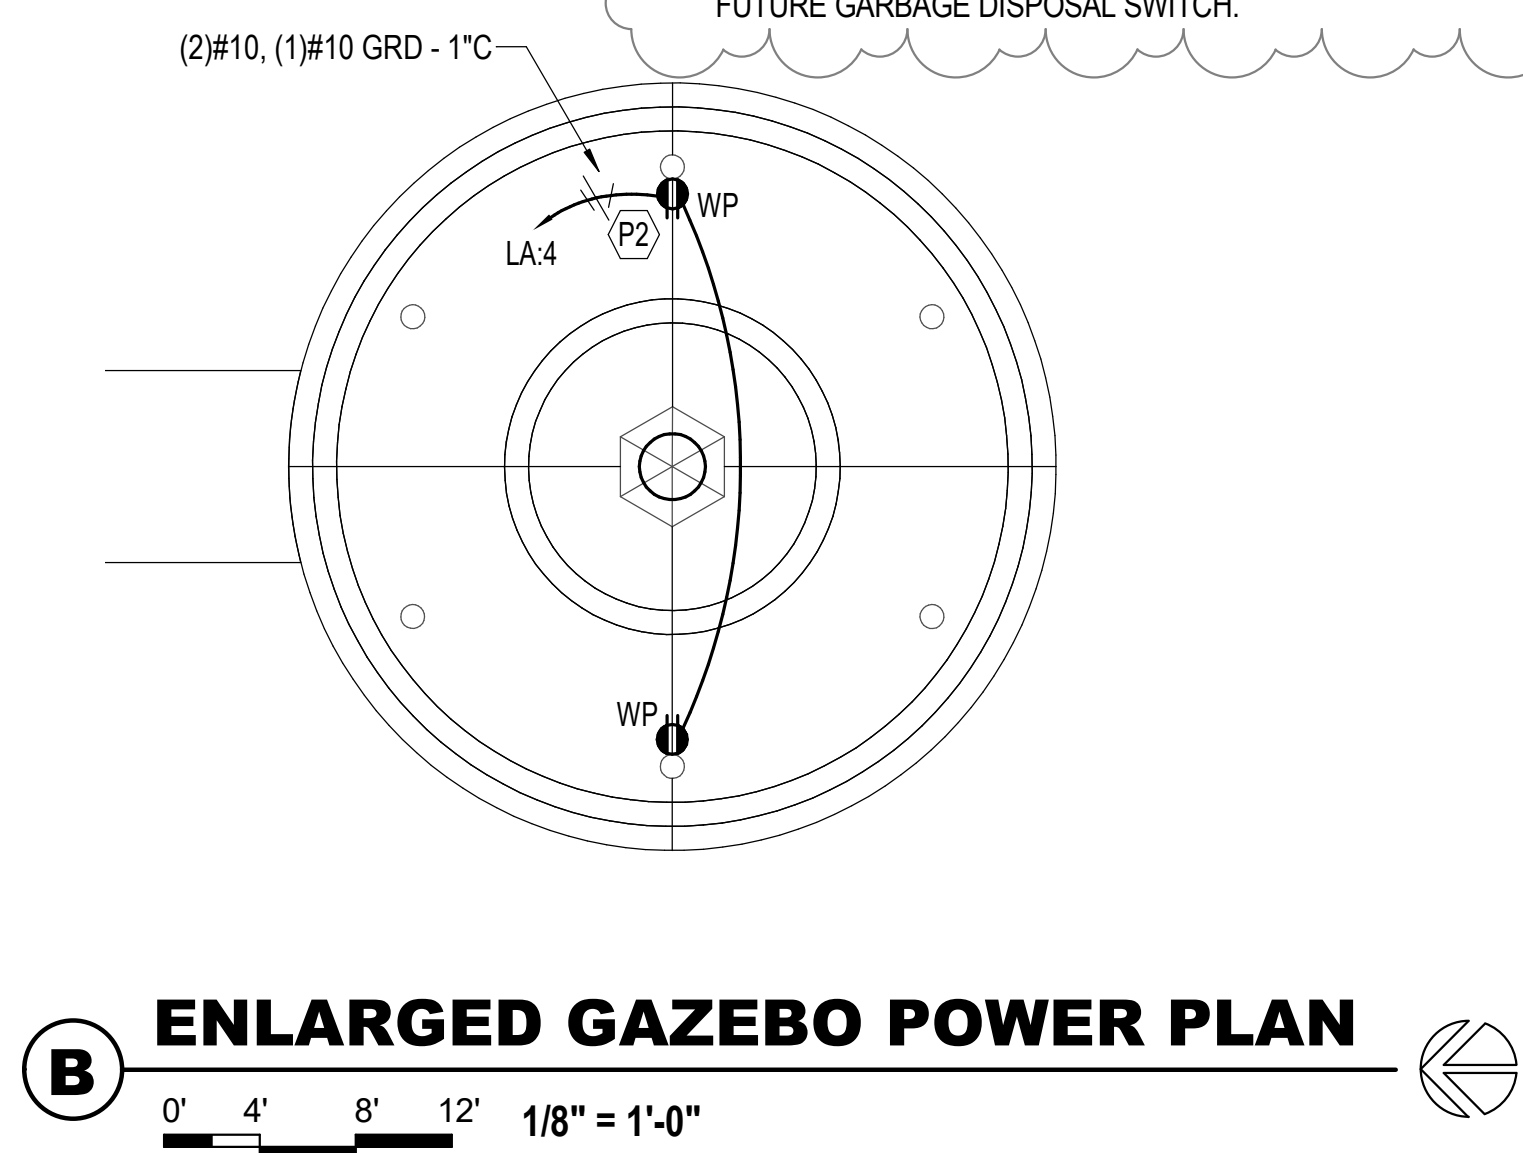 FUTURE GARBAGE DISPOSAL SWITCH.
(2)#10, (1)#10 GRD - 1"C
WP
P2
LA:4
WP
ENLARGED GAZEBO POWER PLAN
B
0' 4' 8' 12'
1/8" = 1'-0"